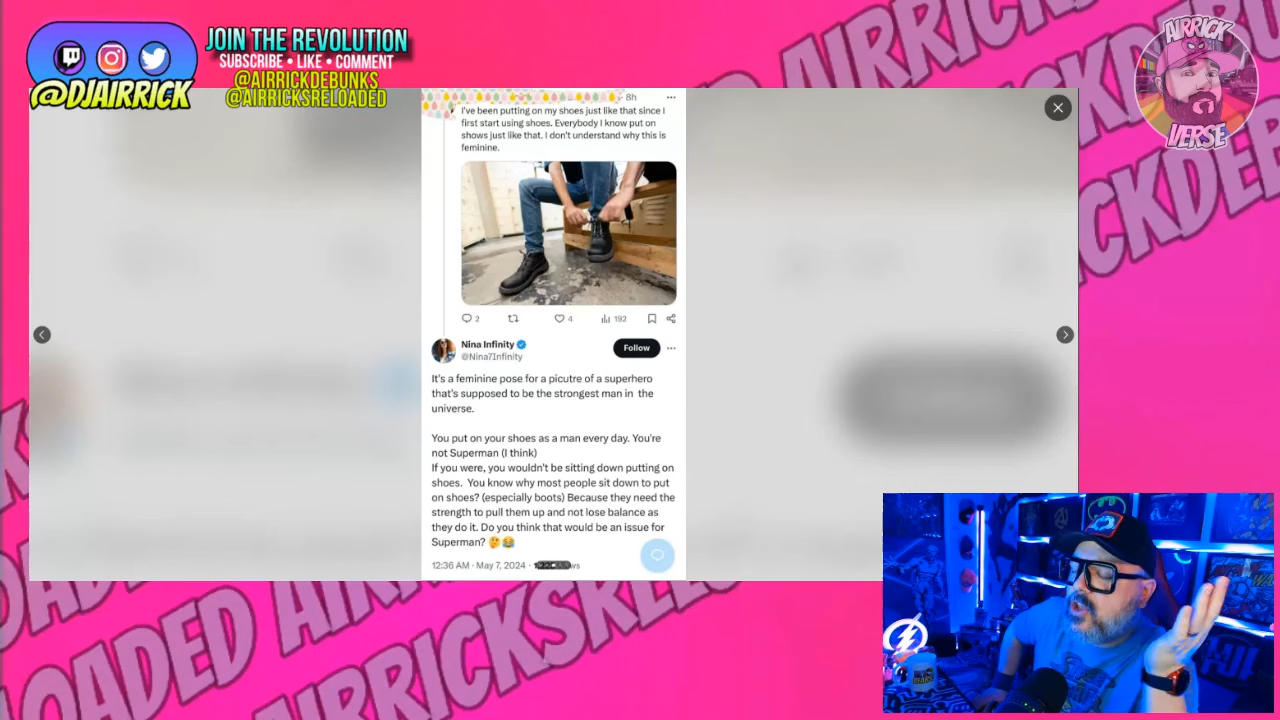 JOIN THE REVOLUTION
SUBSCRIBE • LIKE • COMMENT
@AIRRICKDEBUNKS
@AIRRICKSRELOADED
@DJAIRRICK
AIRRICK
VERSE
8h
I've been putting on my shoes just like that since I
first start using shoes. Everybody I know put on
shows just like that. I don't understand why this is
feminine.
2
4
192
Nina Infinity
@Nina7Infinity
Follow
It's a feminine pose for a picutre of a superhero
that's supposed to be the strongest man in the
universe.
You put on your shoes as a man every day. You're
not Superman (I think)
If you were, you wouldn't be sitting down putting on
shoes. You know why most people sit down to put
on shoes? (especially boots) Because they need the
strength to pull them up and not lose balance as
they do it. Do you think that would be an issue for
Superman? 🤔😂
12:36 AM · May 7, 2024 ·